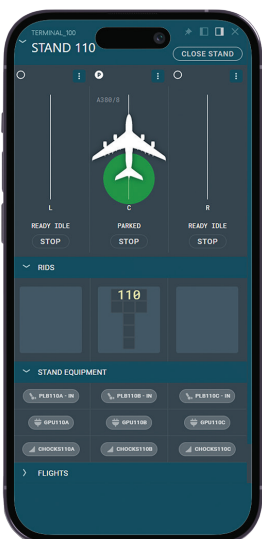 TERMINAL_100
STAND 110
CLOSE STAND
A380/8
L C R
READY IDLE PARKED READY IDLE
STOP STOP STOP
RIDS
110
STAND EQUIPMENT
PLB110A - IN PLB110B - IN PLB110C - IN
GPU110A GPU110B GPU110C
CHOCKS110A CHOCKS110B CHOCKS110C
FLIGHTS